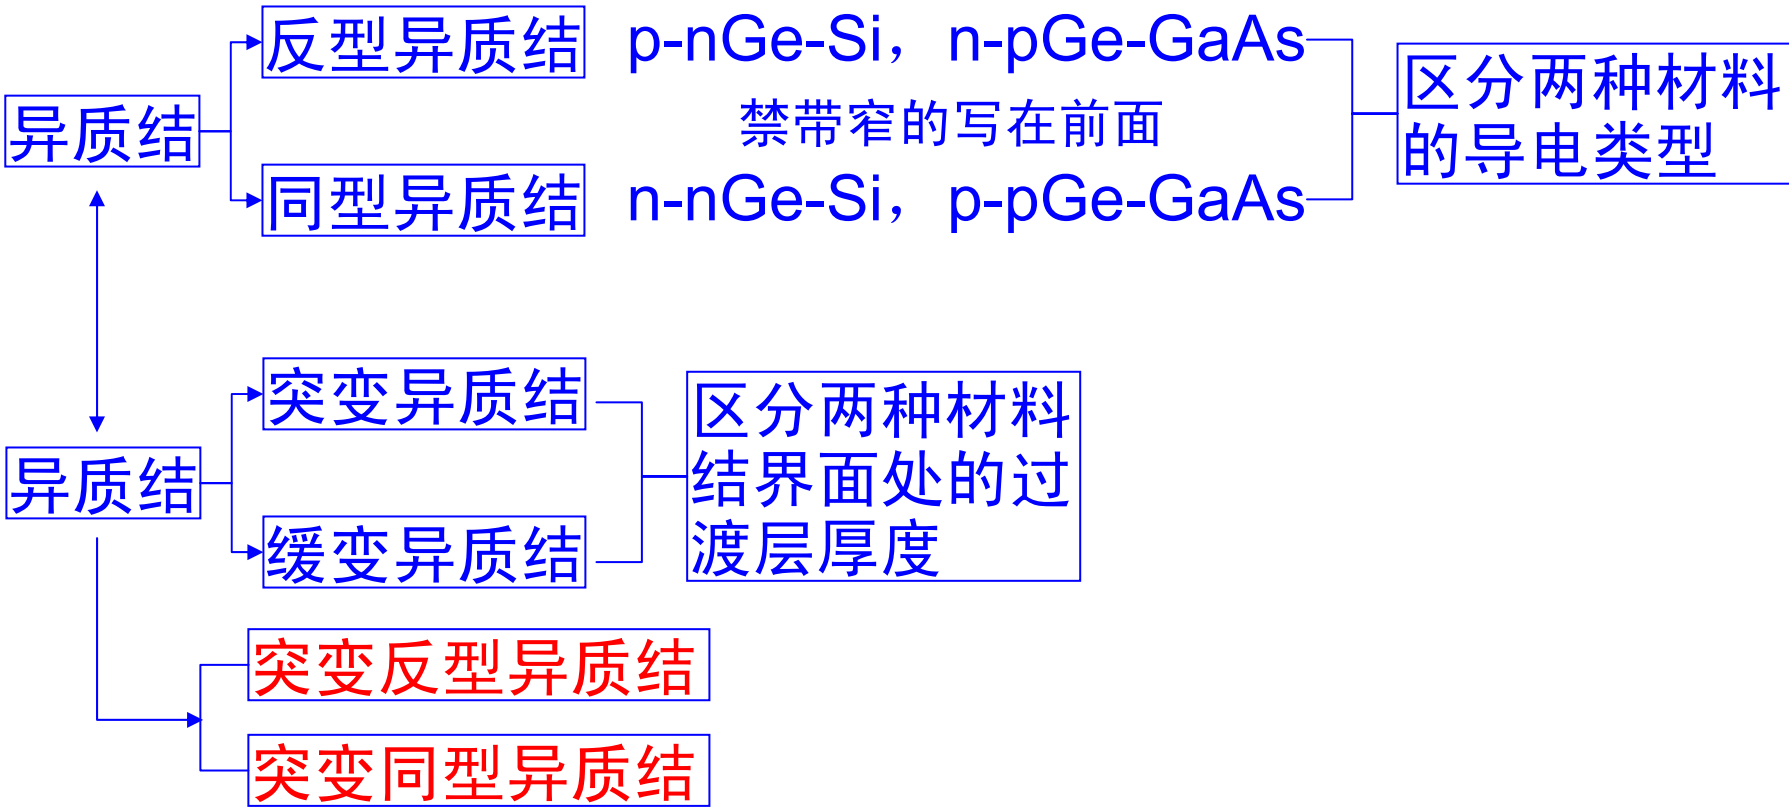 反型异质结
p-nGe-Si，n-pGe-GaAs
区分两种材料
的导电类型
异质结
禁带窄的写在前面
同型异质结
n-nGe-Si，p-pGe-GaAs
突变异质结
区分两种材料
结界面处的过
渡层厚度
异质结
缓变异质结
突变反型异质结
突变同型异质结